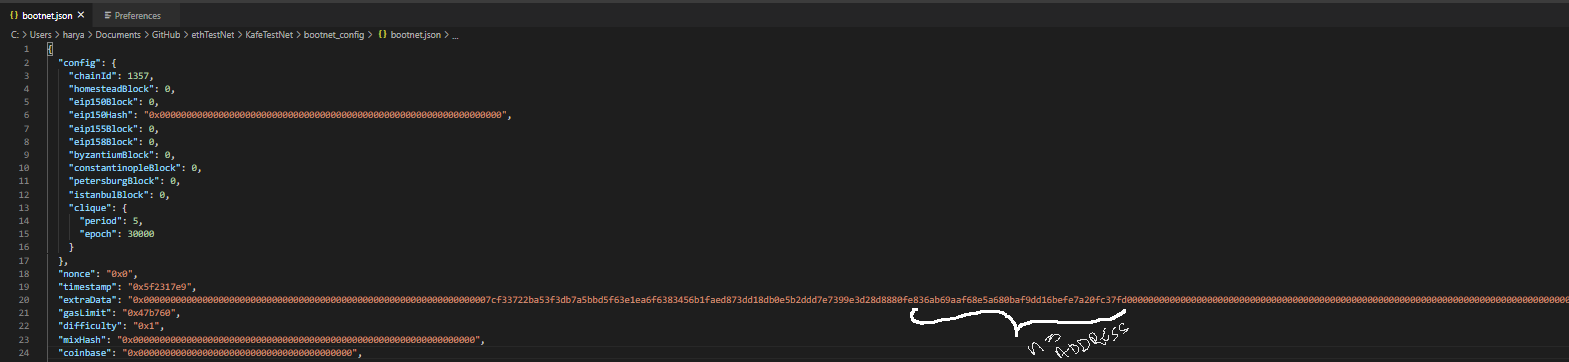 bootnet.json
Preferences
C: > Users > harya > Documents > GitHub > ethTestNet > KafeTestNet > bootnet_config > {} bootnet.json > ...
1 {
2 "config": {
3 "chainId": 1357,
4 "homesteadBlock": 0,
5 "eip150Block": 0,
6 "eip150Hash": "0x0000000000000000000000000000000000000000000000000000000000000000",
7 "eip155Block": 0,
8 "eip158Block": 0,
9 "byzantiumBlock": 0,
10 "constantinopleBlock": 0,
11 "petersburgBlock": 0,
12 "istanbulBlock": 0,
13 "clique": {
14 "period": 5,
15 "epoch": 30000
16 }
17 },
18 "nonce": "0x0",
19 "timestamp": "0x5f2317e9",
20 "extraData": "0x00000000000000000000000000000000000000000000000000000000000000007cf33722ba53f3db7a5bbd5f63e1ea6f6383456b1faed873dd18db0e5b2ddd7e7399e3d28d8880fe836ab69aaf68e5a680baf9dd16befe7a20fc37fd00000000000000000000000000000000000000000000000000000000000000000000000000000000000
21 "gasLimit": "0x47b760",
22 "difficulty": "0x1",
23 "mixHash": "0x0000000000000000000000000000000000000000000000000000000000000000",
24 "coinbase": "0x0000000000000000000000000000000000000000",
ADDRESS